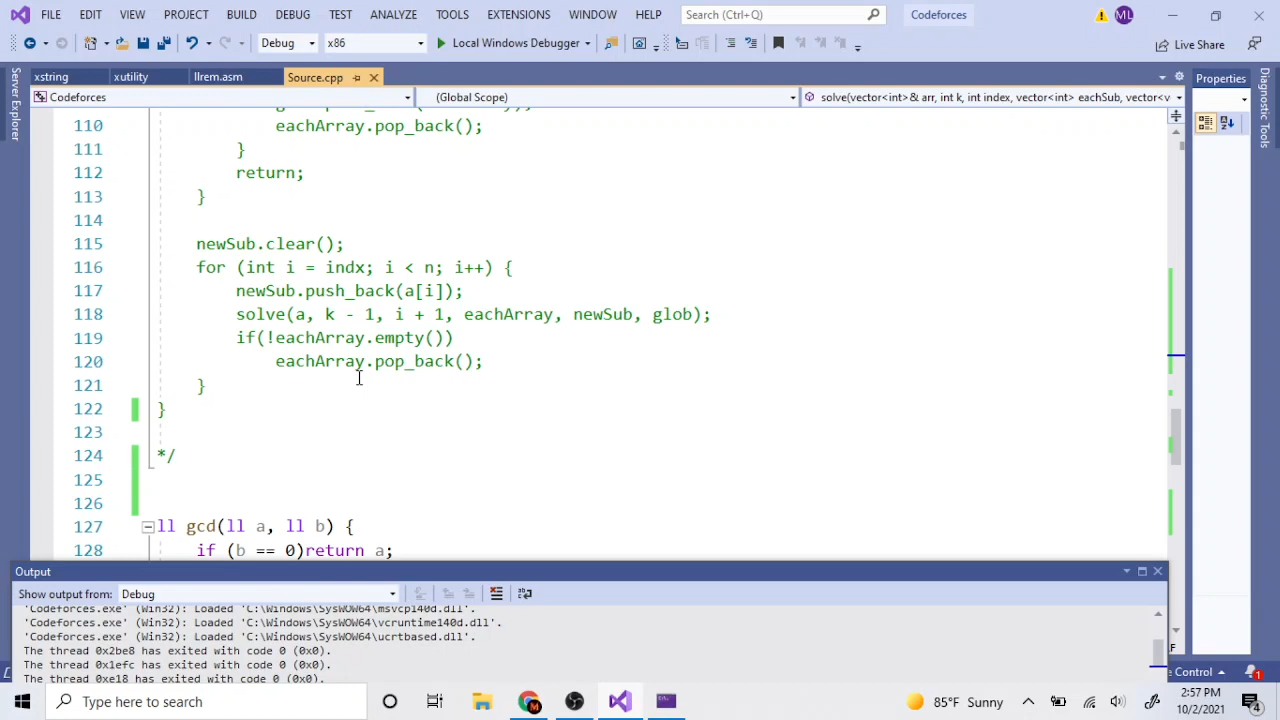 FILE EDIT VIEW PROJECT BUILD DEBUG TEST ANALYZE TOOLS EXTENSIONS WINDOW HELP Search (Ctrl+Q) Codeforces ML
Debug x86 Local Windows Debugger Live Share
Server Explorer
xstring xutility llrem.asm Source.cpp Properties
Diagnostic Tools
Codeforces (Global Scope) solve(vector<int>& arr, int k, int index, vector<int> eachSub, vector<v
110 eachArray.pop_back();
111 }
112 return;
113 }
114
115 newSub.clear();
116 for (int i = indx; i < n; i++) {
117 newSub.push_back(a[i]);
118 solve(a, k - 1, i + 1, eachArray, newSub, glob);
119 if(!eachArray.empty())
120 eachArray.pop_back();
121 }
122 }
123
124 */
125
126
127 ll gcd(ll a, ll b) {
128 if (b == 0)return a;
Output
Show output from: Debug
'Codeforces.exe' (Win32): Loaded 'C:\Windows\SysWOW64\msvcp140d.dll'.
'Codeforces.exe' (Win32): Loaded 'C:\Windows\SysWOW64\vcruntime140d.dll'.
'Codeforces.exe' (Win32): Loaded 'C:\Windows\SysWOW64\ucrtbased.dll'.
The thread 0x2be8 has exited with code 0 (0x0).
The thread 0x1efc has exited with code 0 (0x0).
The thread 0xe18 has exited with code 0 (0x0).
Control 1
Type here to search
85°F Sunny
2:57 PM
10/2/2021
4